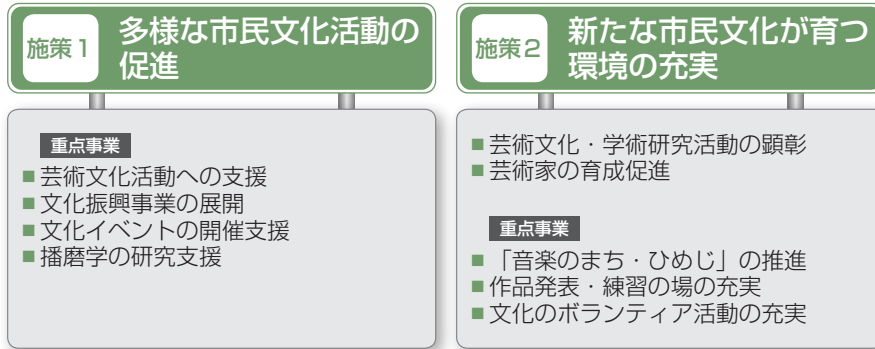 施策1
多様な市民文化活動の
促進
重点事業
■芸術文化活動への支援
■文化振興事業の展開
■文化イベントの開催支援
■播磨学の研究支援
施策2
新たな市民文化が育つ
環境の充実
■芸術文化・学術研究活動の顕彰
■芸術家の育成促進
重点事業
■「音楽のまち・ひめじ」の推進
■作品発表・練習の場の充実
■文化のボランティア活動の充実